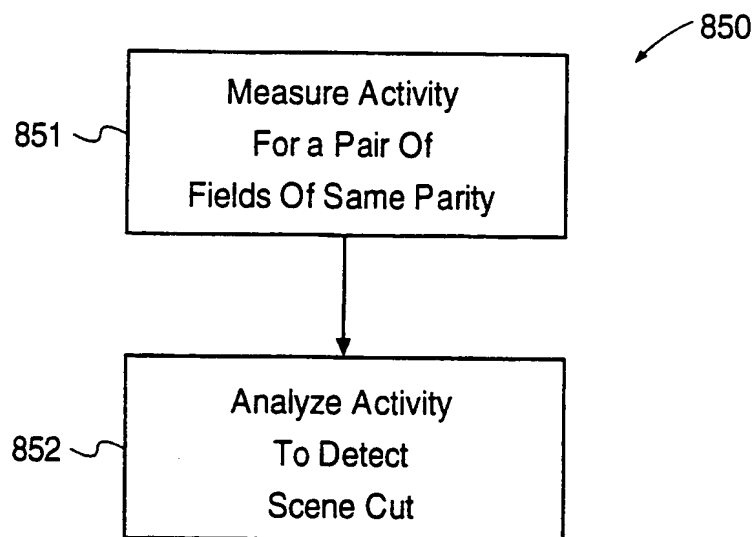 850
851
Measure Activity
For a Pair Of
Fields Of Same Parity
852
Analyze Activity
To Detect
Scene Cut